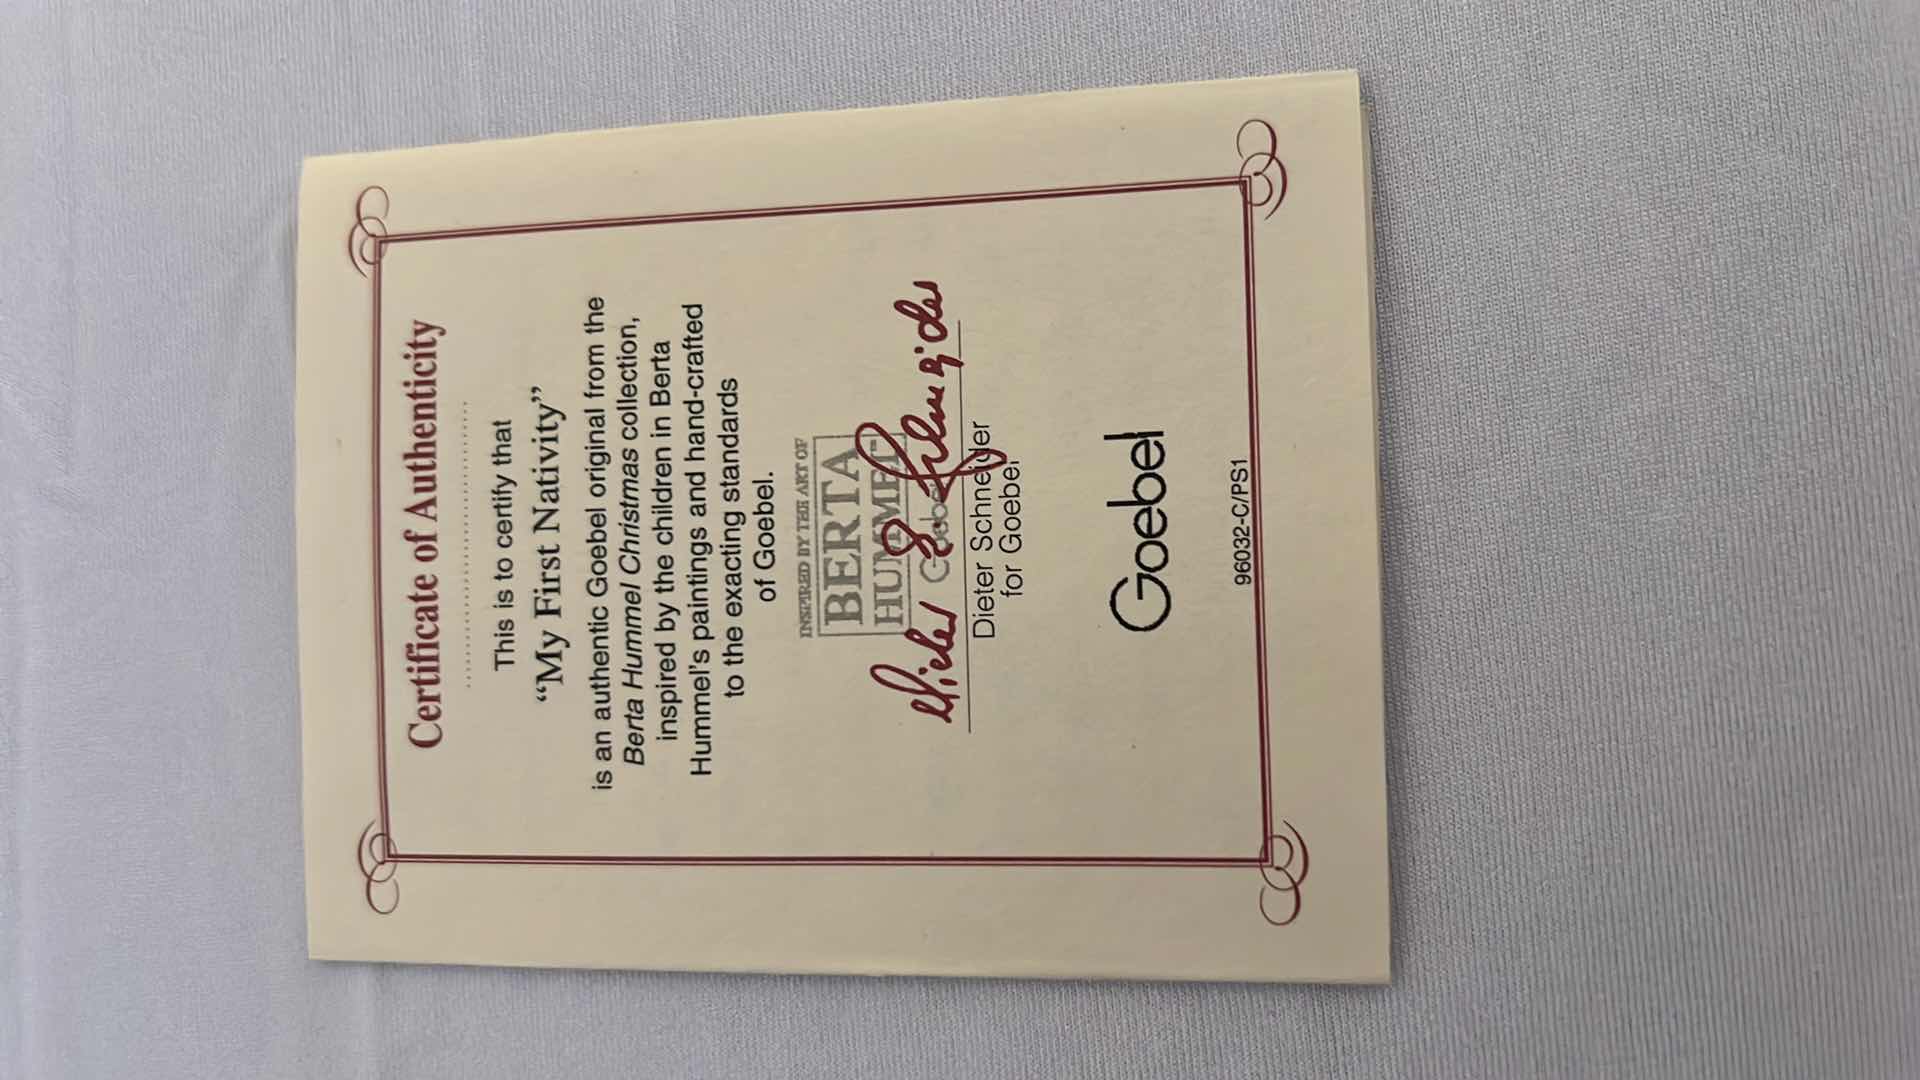 Certificate of Authenticity
This is to certify that
“My First Nativity”
is an authentic Goebel original from the
Berta Hummel Christmas collection,
inspired by the children in Berta
Hummel's paintings and hand-crafted
to the exacting standards
of Goebel.
INSPIRED BY THE ART OF
BERTA
HUMMEL
Goebel
Dieter Schneider
for Goebel
Goebel
96032-C/PS1